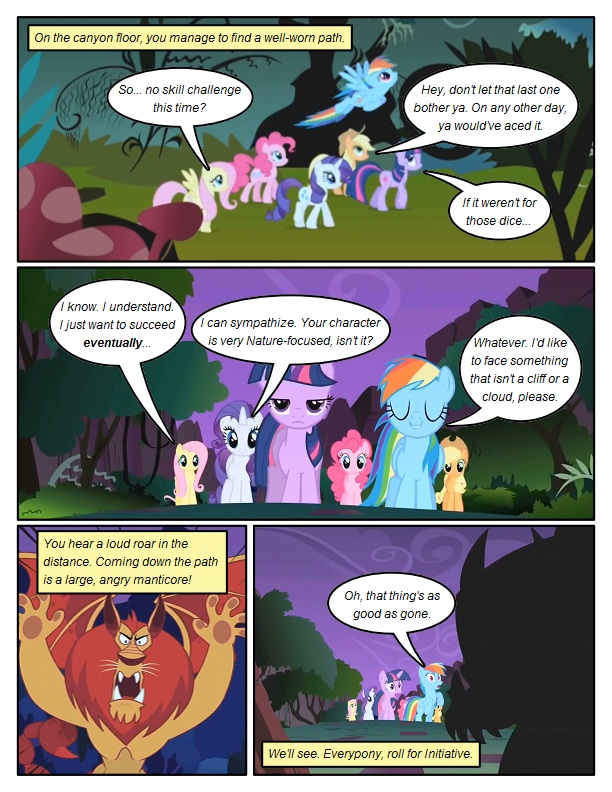 On the canyon floor, you manage to find a well-worn path.
So... no skill challenge
this time?
Hey, don't let that last one
bother ya. On any other day,
ya would've aced it.
If it weren't for
those dice...
I know. I understand.
I just want to succeed
eventually...
I can sympathize. Your character
is very Nature-focused, isn't it?
Whatever. I'd like
to face something
that isn't a cliff or a
cloud, please.
You hear a loud roar in the
distance. Coming down the path
is a large, angry manticore!
Oh, that thing's as
good as gone.
We'll see. Everypony, roll for Initiative.